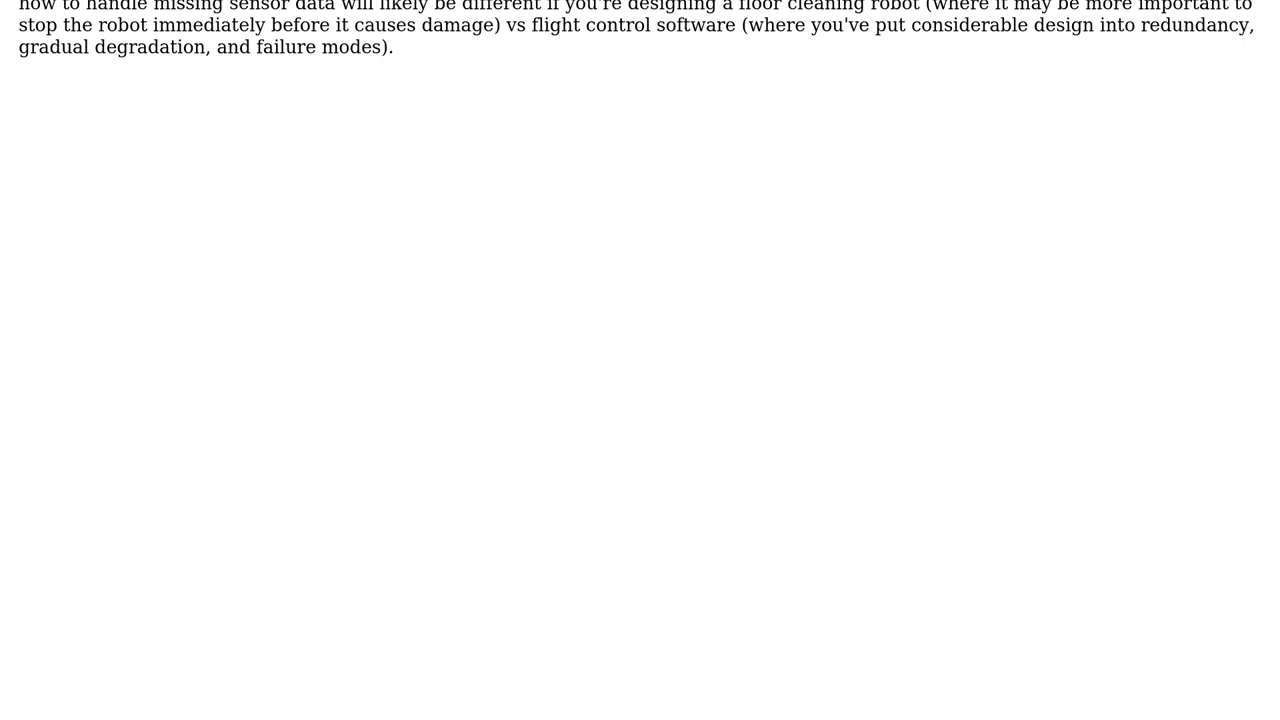 how to handle missing sensor data will likely be different if you're designing a floor cleaning robot (where it may be more important to
stop the robot immediately before it causes damage) vs flight control software (where you've put considerable design into redundancy,
gradual degradation, and failure modes).